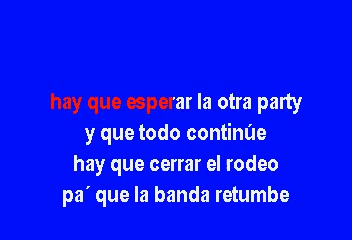 hay que esperar la otra party
y que todo continúe
hay que cerrar el rodeo
pa´ que la banda retumbe